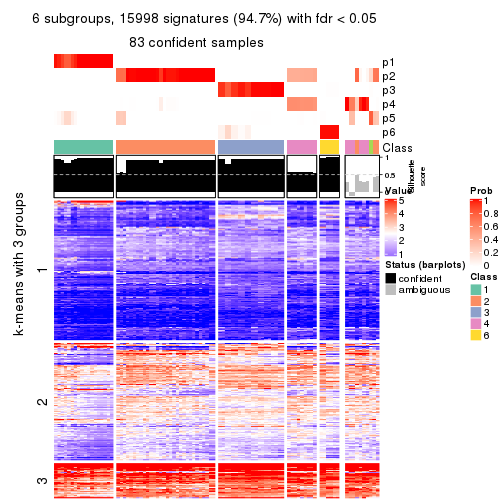 6 subgroups, 15998 signatures (94.7%) with fdr < 0.05
83 confident samples
p1
p2
p3
p4
p5
p6
Class
1
0.5
0
Silhouette
score
k-means with 3 groups
1
2
3
Value
5
4
3
2
1
Status (barplots)
confident
ambiguous
Prob
1
0.8
0.6
0.4
0.2
0
Class
1
2
3
4
6